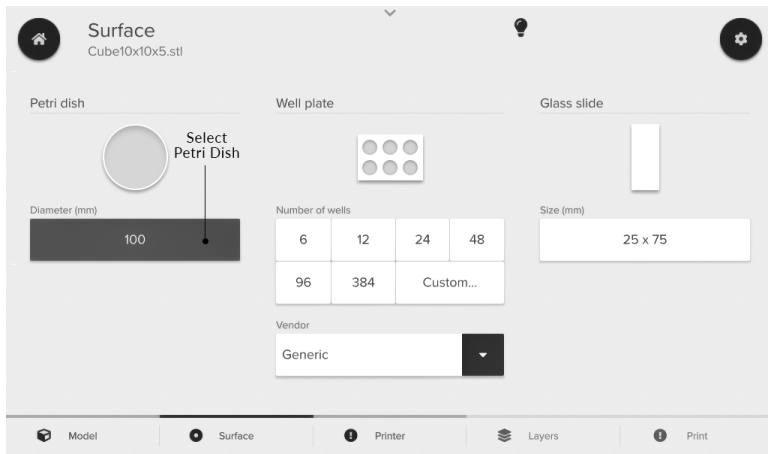 Surface
Cube10x10x5.stl
Petri dish
Select
Petri Dish
Diameter (mm)
100
Well plate
Number of wells
6 12 24 48
96 384 Custom...
Vendor
Generic
Glass slide
Size (mm)
25 x 75
Model Surface Printer Layers Print